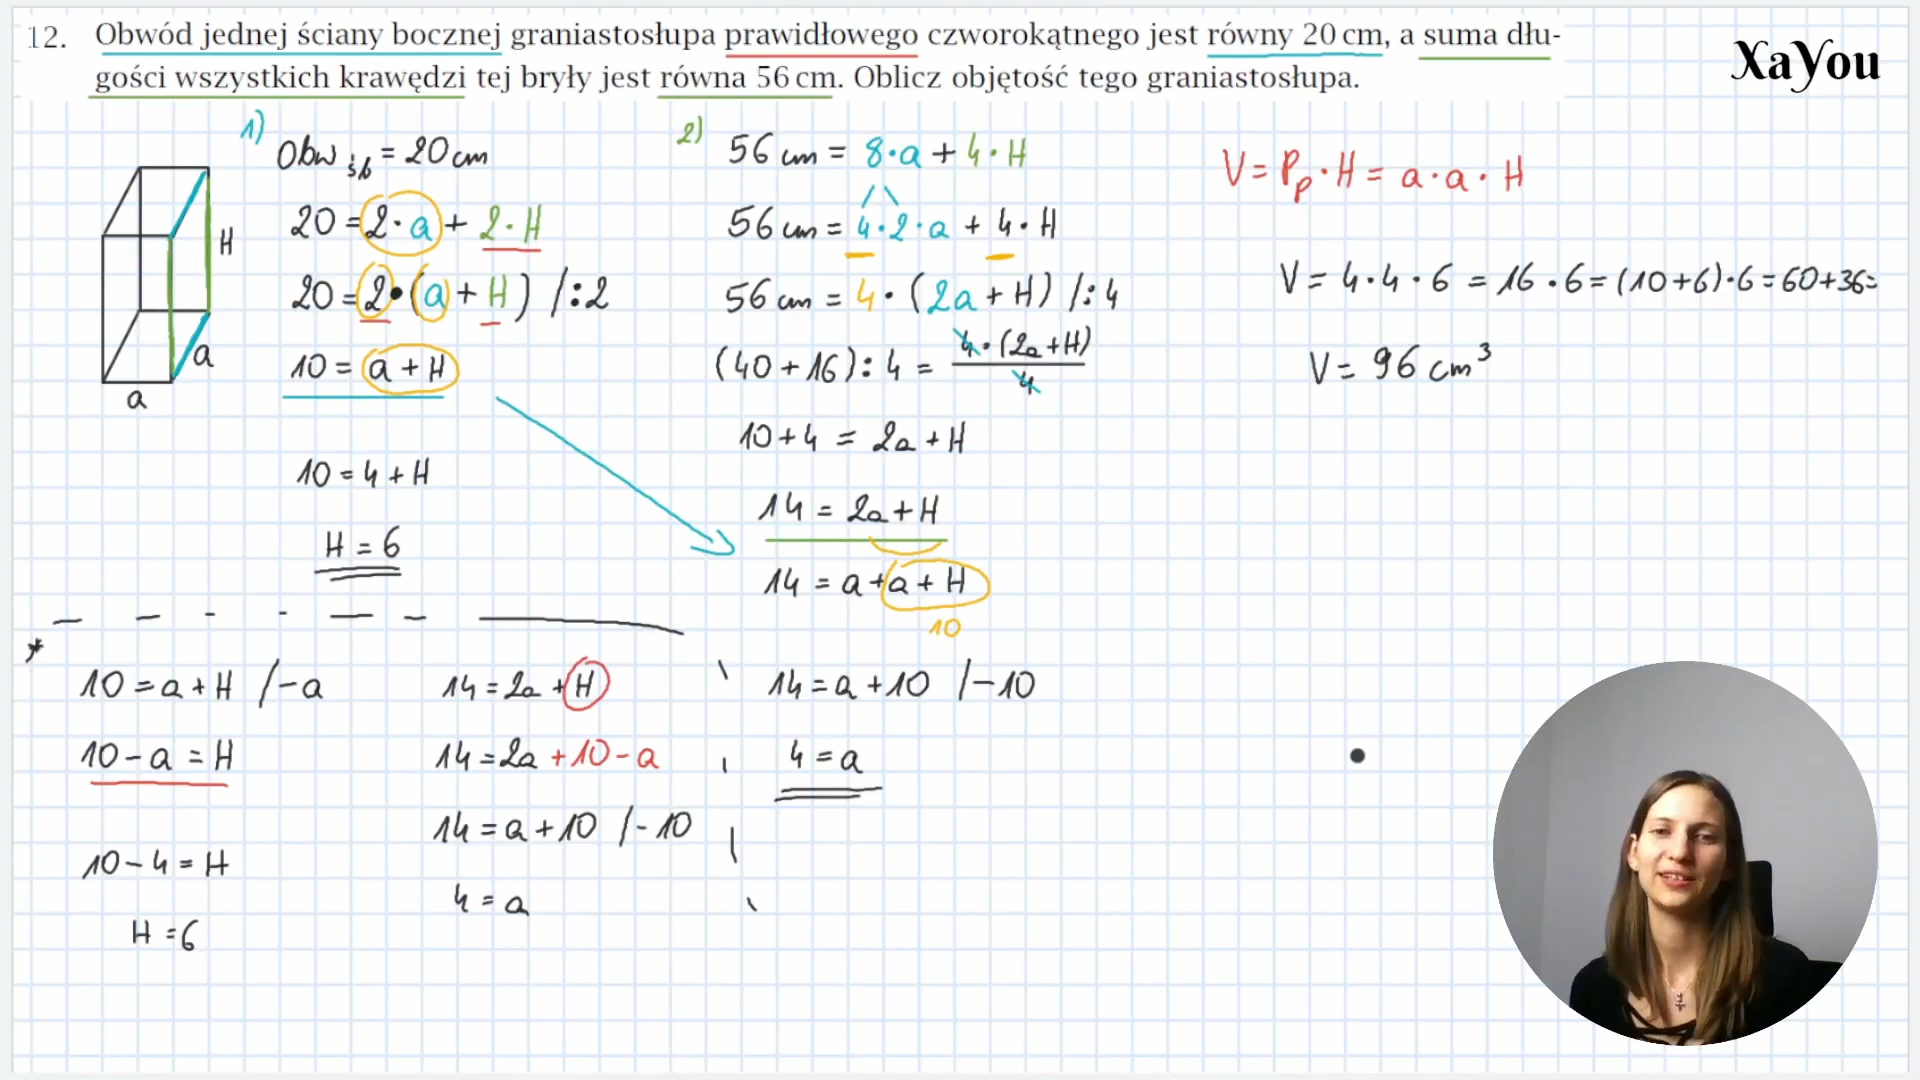 12. Obwód jednej ściany bocznej graniastosłupa prawidłowego czworokątnego jest równy 20 cm, a suma dłu-
gości wszystkich krawędzi tej bryły jest równa 56 cm. Oblicz objętość tego graniastosłupa.
XaYou
H
a
a
1)
Obw śb = 20 cm
20 = 2 · a + 2 · H
20 = 2 • (a + H) /:2
10 = a + H
10 = 4 + H
H = 6
2)
56 cm = 8 · a + 4 · H
56 cm = 4 · 2 · a + 4 · H
56 cm = 4 · (2a + H) /:4
(40 + 16) : 4 = 4 · (2a + H) / 4
10 + 4 = 2a + H
14 = 2a + H
14 = a + a + H
10
14 = a + 10 /-10
4 = a
V = Pp · H = a · a · H
V = 4 · 4 · 6 = 16 · 6 = (10 + 6) · 6 = 60 + 36 =
V = 96 cm³
*
10 = a + H /-a
10 - a = H
10 - 4 = H
H = 6
14 = 2a + H
14 = 2a + 10 - a
14 = a + 10 /-10
4 = a